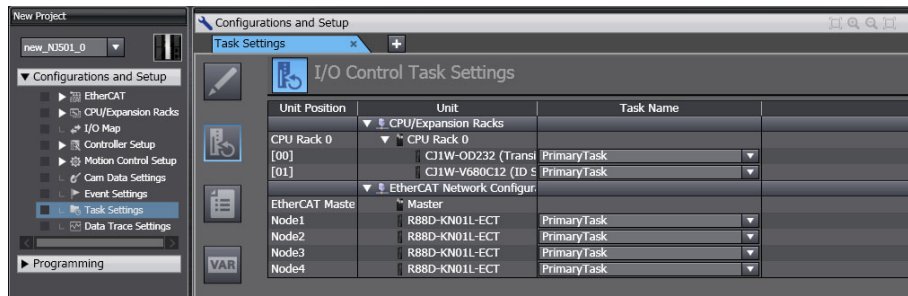 New Project
new_NJ501_0
Configurations and Setup
EtherCAT
CPU/Expansion Racks
I/O Map
Controller Setup
Motion Control Setup
Cam Data Settings
Event Settings
Task Settings
Data Trace Settings
Programming
Configurations and Setup
Task Settings
I/O Control Task Settings
VAR
Unit Position Unit Task Name
CPU/Expansion Racks
CPU Rack 0 CPU Rack 0
[00] CJ1W-OD232 (Transi PrimaryTask
[01] CJ1W-V680C12 (ID S PrimaryTask
EtherCAT Network Configur
EtherCAT Maste Master
Node1 R88D-KN01L-ECT PrimaryTask
Node2 R88D-KN01L-ECT PrimaryTask
Node3 R88D-KN01L-ECT PrimaryTask
Node4 R88D-KN01L-ECT PrimaryTask